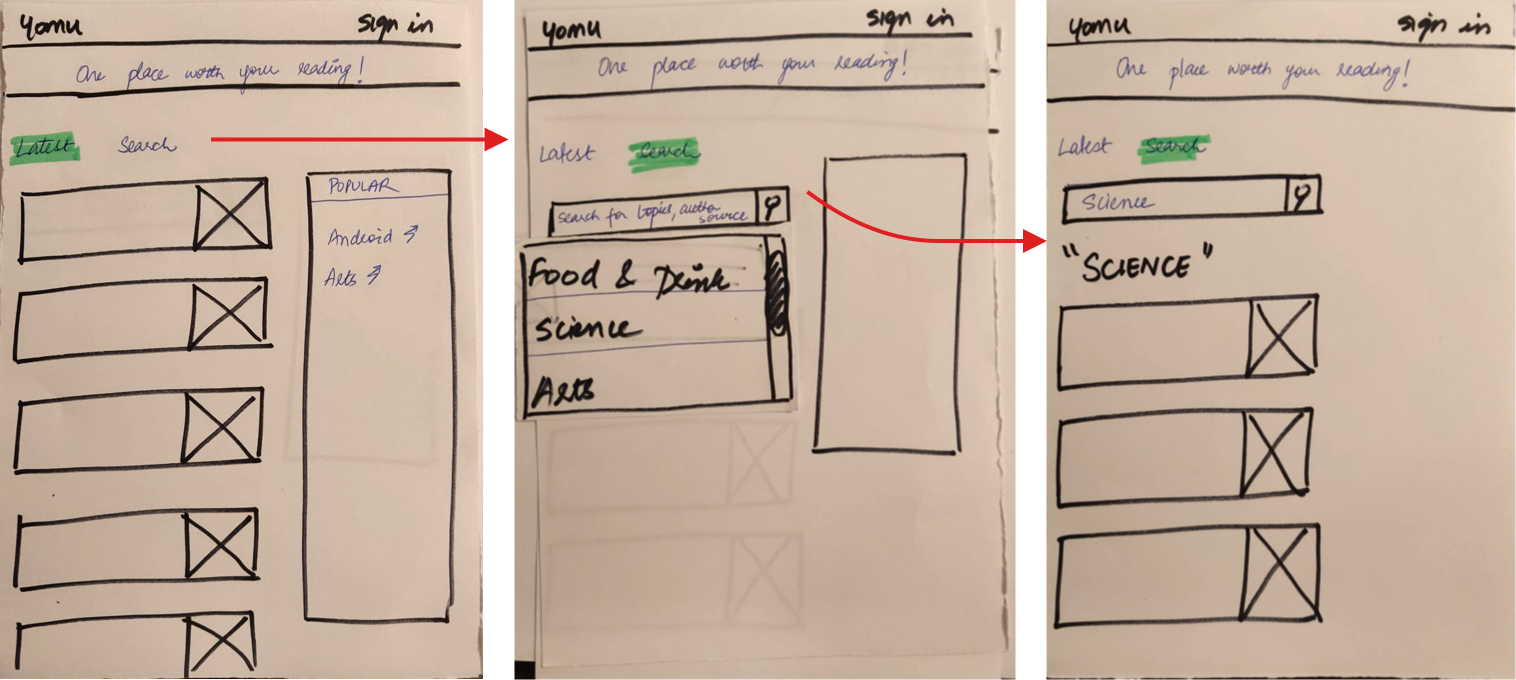 yomu sign in
One place worth your reading!
Latest Search
POPULAR
Android
Arts
yomu sign in
One place worth your reading!
Latest Search
search for topics, author
source
Food & Drink
Science
Arts
yomu sign in
One place worth your reading!
Latest Search
Science
"SCIENCE"